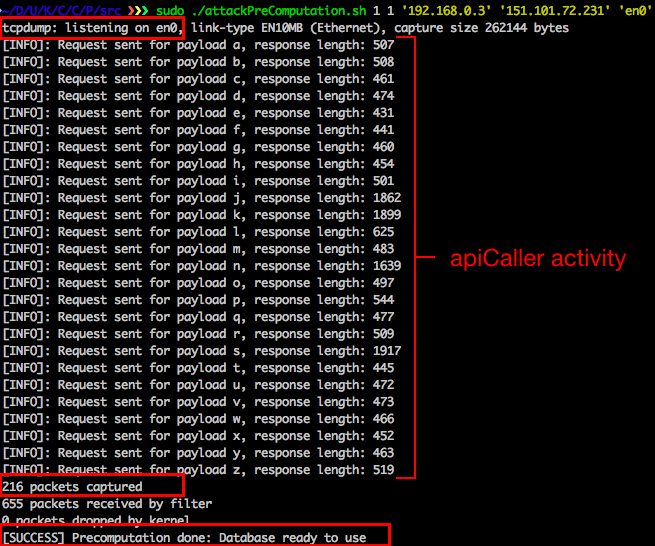 ~/D/U/K/C/C/P/src ❯❯❯ sudo ./attackPreComputation.sh 1 1 '192.168.0.3' '151.101.72.231' 'en0'
tcpdump: listening on en0, link-type EN10MB (Ethernet), capture size 262144 bytes
[INFO]: Request sent for payload a, response length: 507
[INFO]: Request sent for payload b, response length: 508
[INFO]: Request sent for payload c, response length: 461
[INFO]: Request sent for payload d, response length: 474
[INFO]: Request sent for payload e, response length: 431
[INFO]: Request sent for payload f, response length: 441
[INFO]: Request sent for payload g, response length: 460
[INFO]: Request sent for payload h, response length: 454
[INFO]: Request sent for payload i, response length: 501
[INFO]: Request sent for payload j, response length: 1862
[INFO]: Request sent for payload k, response length: 1899
[INFO]: Request sent for payload l, response length: 625
[INFO]: Request sent for payload m, response length: 483
[INFO]: Request sent for payload n, response length: 1639
apiCaller activity
[INFO]: Request sent for payload o, response length: 497
[INFO]: Request sent for payload p, response length: 544
[INFO]: Request sent for payload q, response length: 477
[INFO]: Request sent for payload r, response length: 509
[INFO]: Request sent for payload s, response length: 1917
[INFO]: Request sent for payload t, response length: 445
[INFO]: Request sent for payload u, response length: 472
[INFO]: Request sent for payload v, response length: 473
[INFO]: Request sent for payload w, response length: 466
[INFO]: Request sent for payload x, response length: 452
[INFO]: Request sent for payload y, response length: 463
[INFO]: Request sent for payload z, response length: 519
216 packets captured
655 packets received by filter
0 packets dropped by kernel
[SUCCESS] Precomputation done: Database ready to use